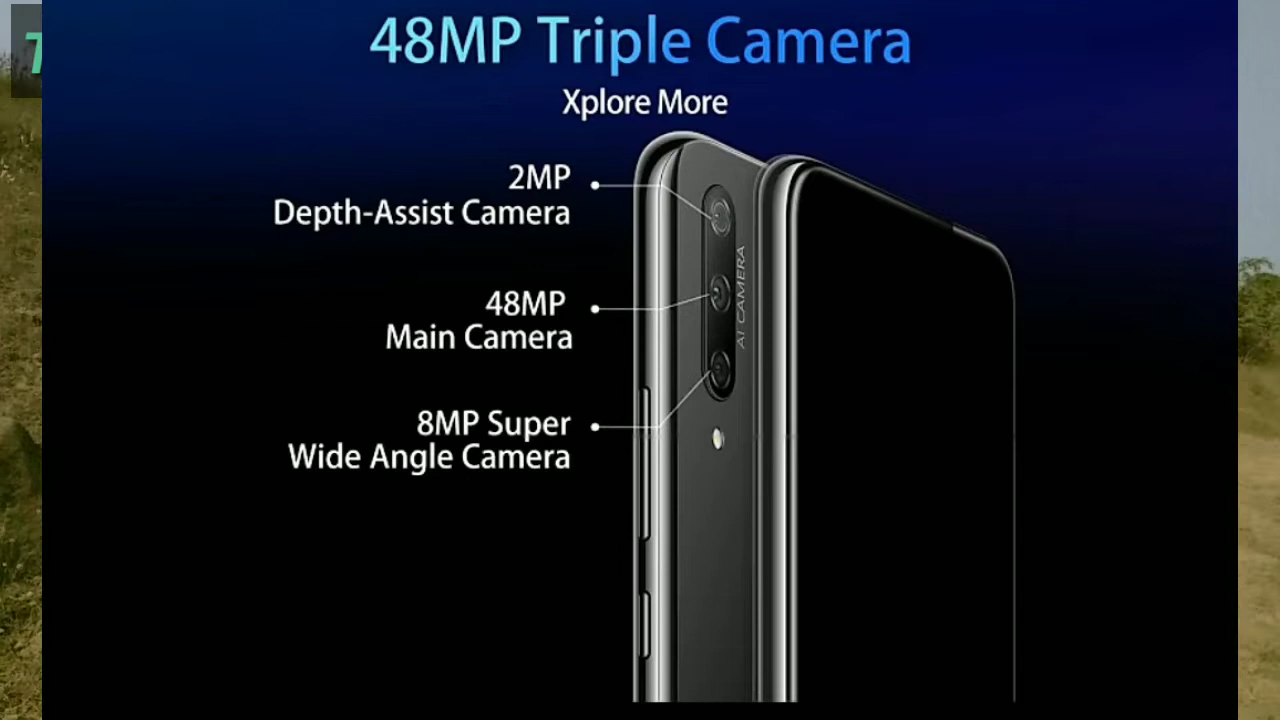 48MP Triple Camera
Xplore More
2MP
Depth-Assist Camera
48MP
Main Camera
8MP Super
Wide Angle Camera
AI CAMERA